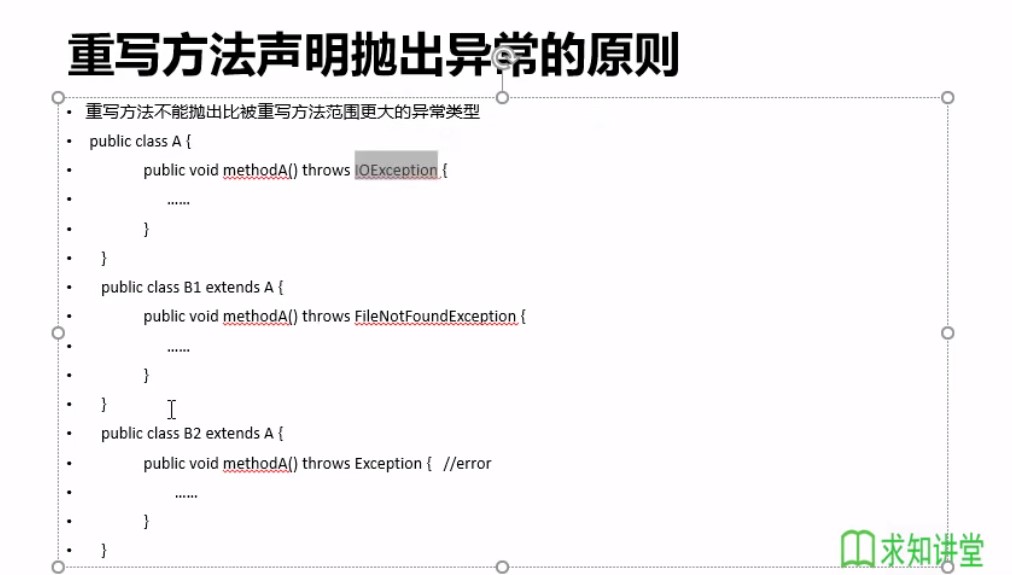 重写方法声明抛出异常的原则
• 重写方法不能抛出比被重写方法范围更大的异常类型
• public class A {
• public void methodA() throws IOException {
• ……
• }
• }
• public class B1 extends A {
• public void methodA() throws FileNotFoundException {
• ……
• }
• }
• public class B2 extends A {
• public void methodA() throws Exception { //error
• ……
• }
• }
求知讲堂